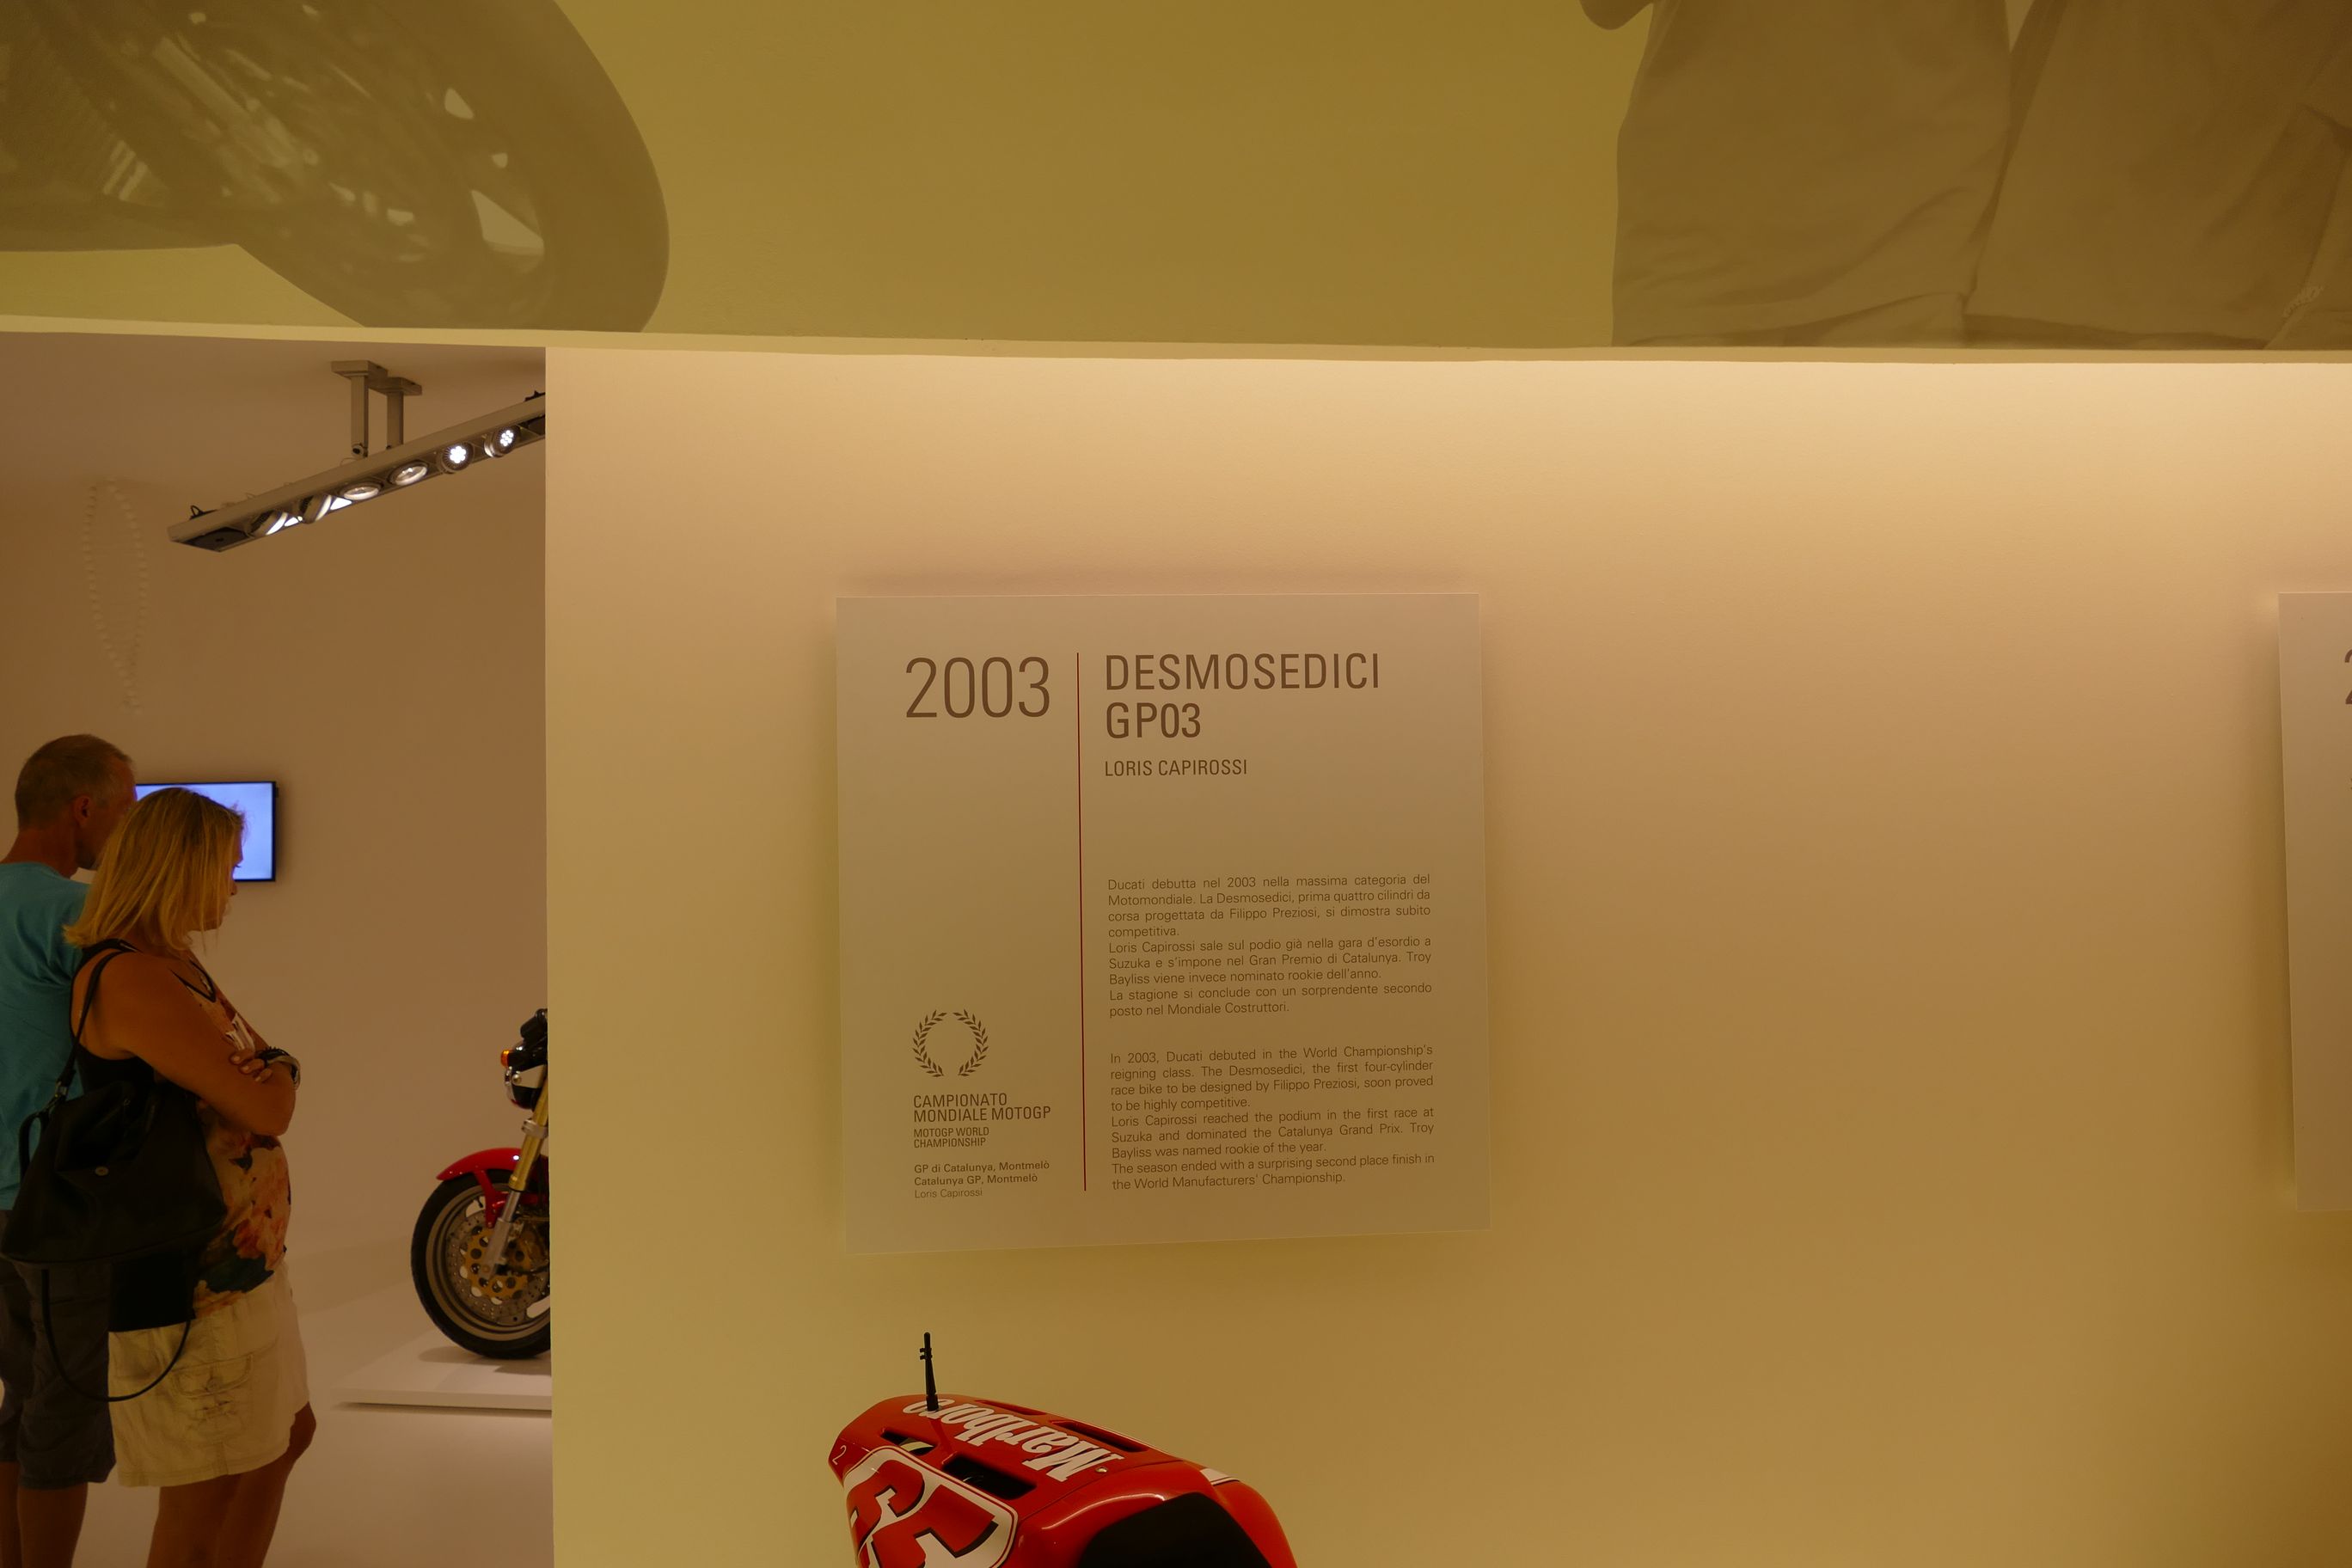 2003
DESMOSEDICI
GP03
LORIS CAPIROSSI
Ducati debutta nel 2003 nella massima categoria del
Motomondiale. La Desmosedici, prima quattro cilindri da
corsa progettata da Filippo Preziosi, si dimostra subito
competitiva.
Loris Capirossi sale sul podio già nella gara d'esordio a
Suzuka e s'impone nel Gran Premio di Catalunya. Troy
Bayliss viene invece nominato rookie dell'anno.
La stagione si conclude con un sorprendente secondo
posto nel Mondiale Costruttori.
In 2003, Ducati debuted in the World Championship's
reigning class. The Desmosedici, the first four-cylinder
race bike to be designed by Filippo Preziosi, soon proved
to be highly competitive.
Loris Capirossi reached the podium in the first race at
Suzuka and dominated the Catalunya Grand Prix. Troy
Bayliss was named rookie of the year.
The season ended with a surprising second place finish in
the World Manufacturers' Championship.
CAMPIONATO
MONDIALE MOTOGP
MOTOGP WORLD
CHAMPIONSHIP
GP di Catalunya, Montmelò
Catalunya GP, Montmelò
Loris Capirossi
Marlboro